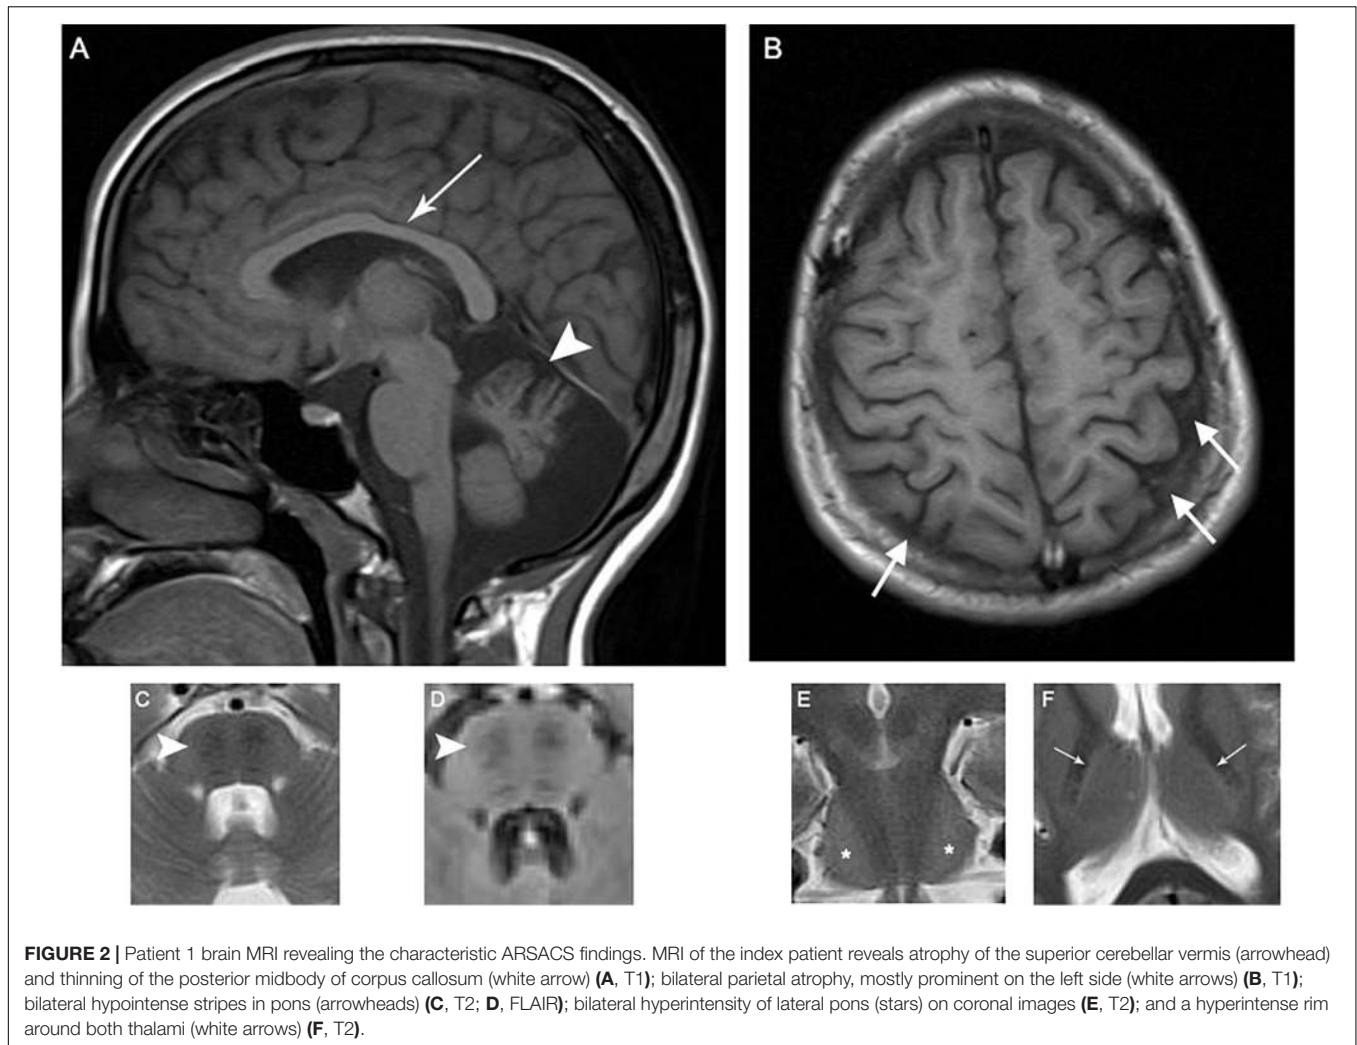 A
B
C
D
E
*
*
F
FIGURE 2 | Patient 1 brain MRI revealing the characteristic ARSACS findings. MRI of the index patient reveals atrophy of the superior cerebellar vermis (arrowhead)
and thinning of the posterior midbody of corpus callosum (white arrow) (A, T1); bilateral parietal atrophy, mostly prominent on the left side (white arrows) (B, T1);
bilateral hypointense stripes in pons (arrowheads) (C, T2; D, FLAIR); bilateral hyperintensity of lateral pons (stars) on coronal images (E, T2); and a hyperintense rim
around both thalami (white arrows) (F, T2).